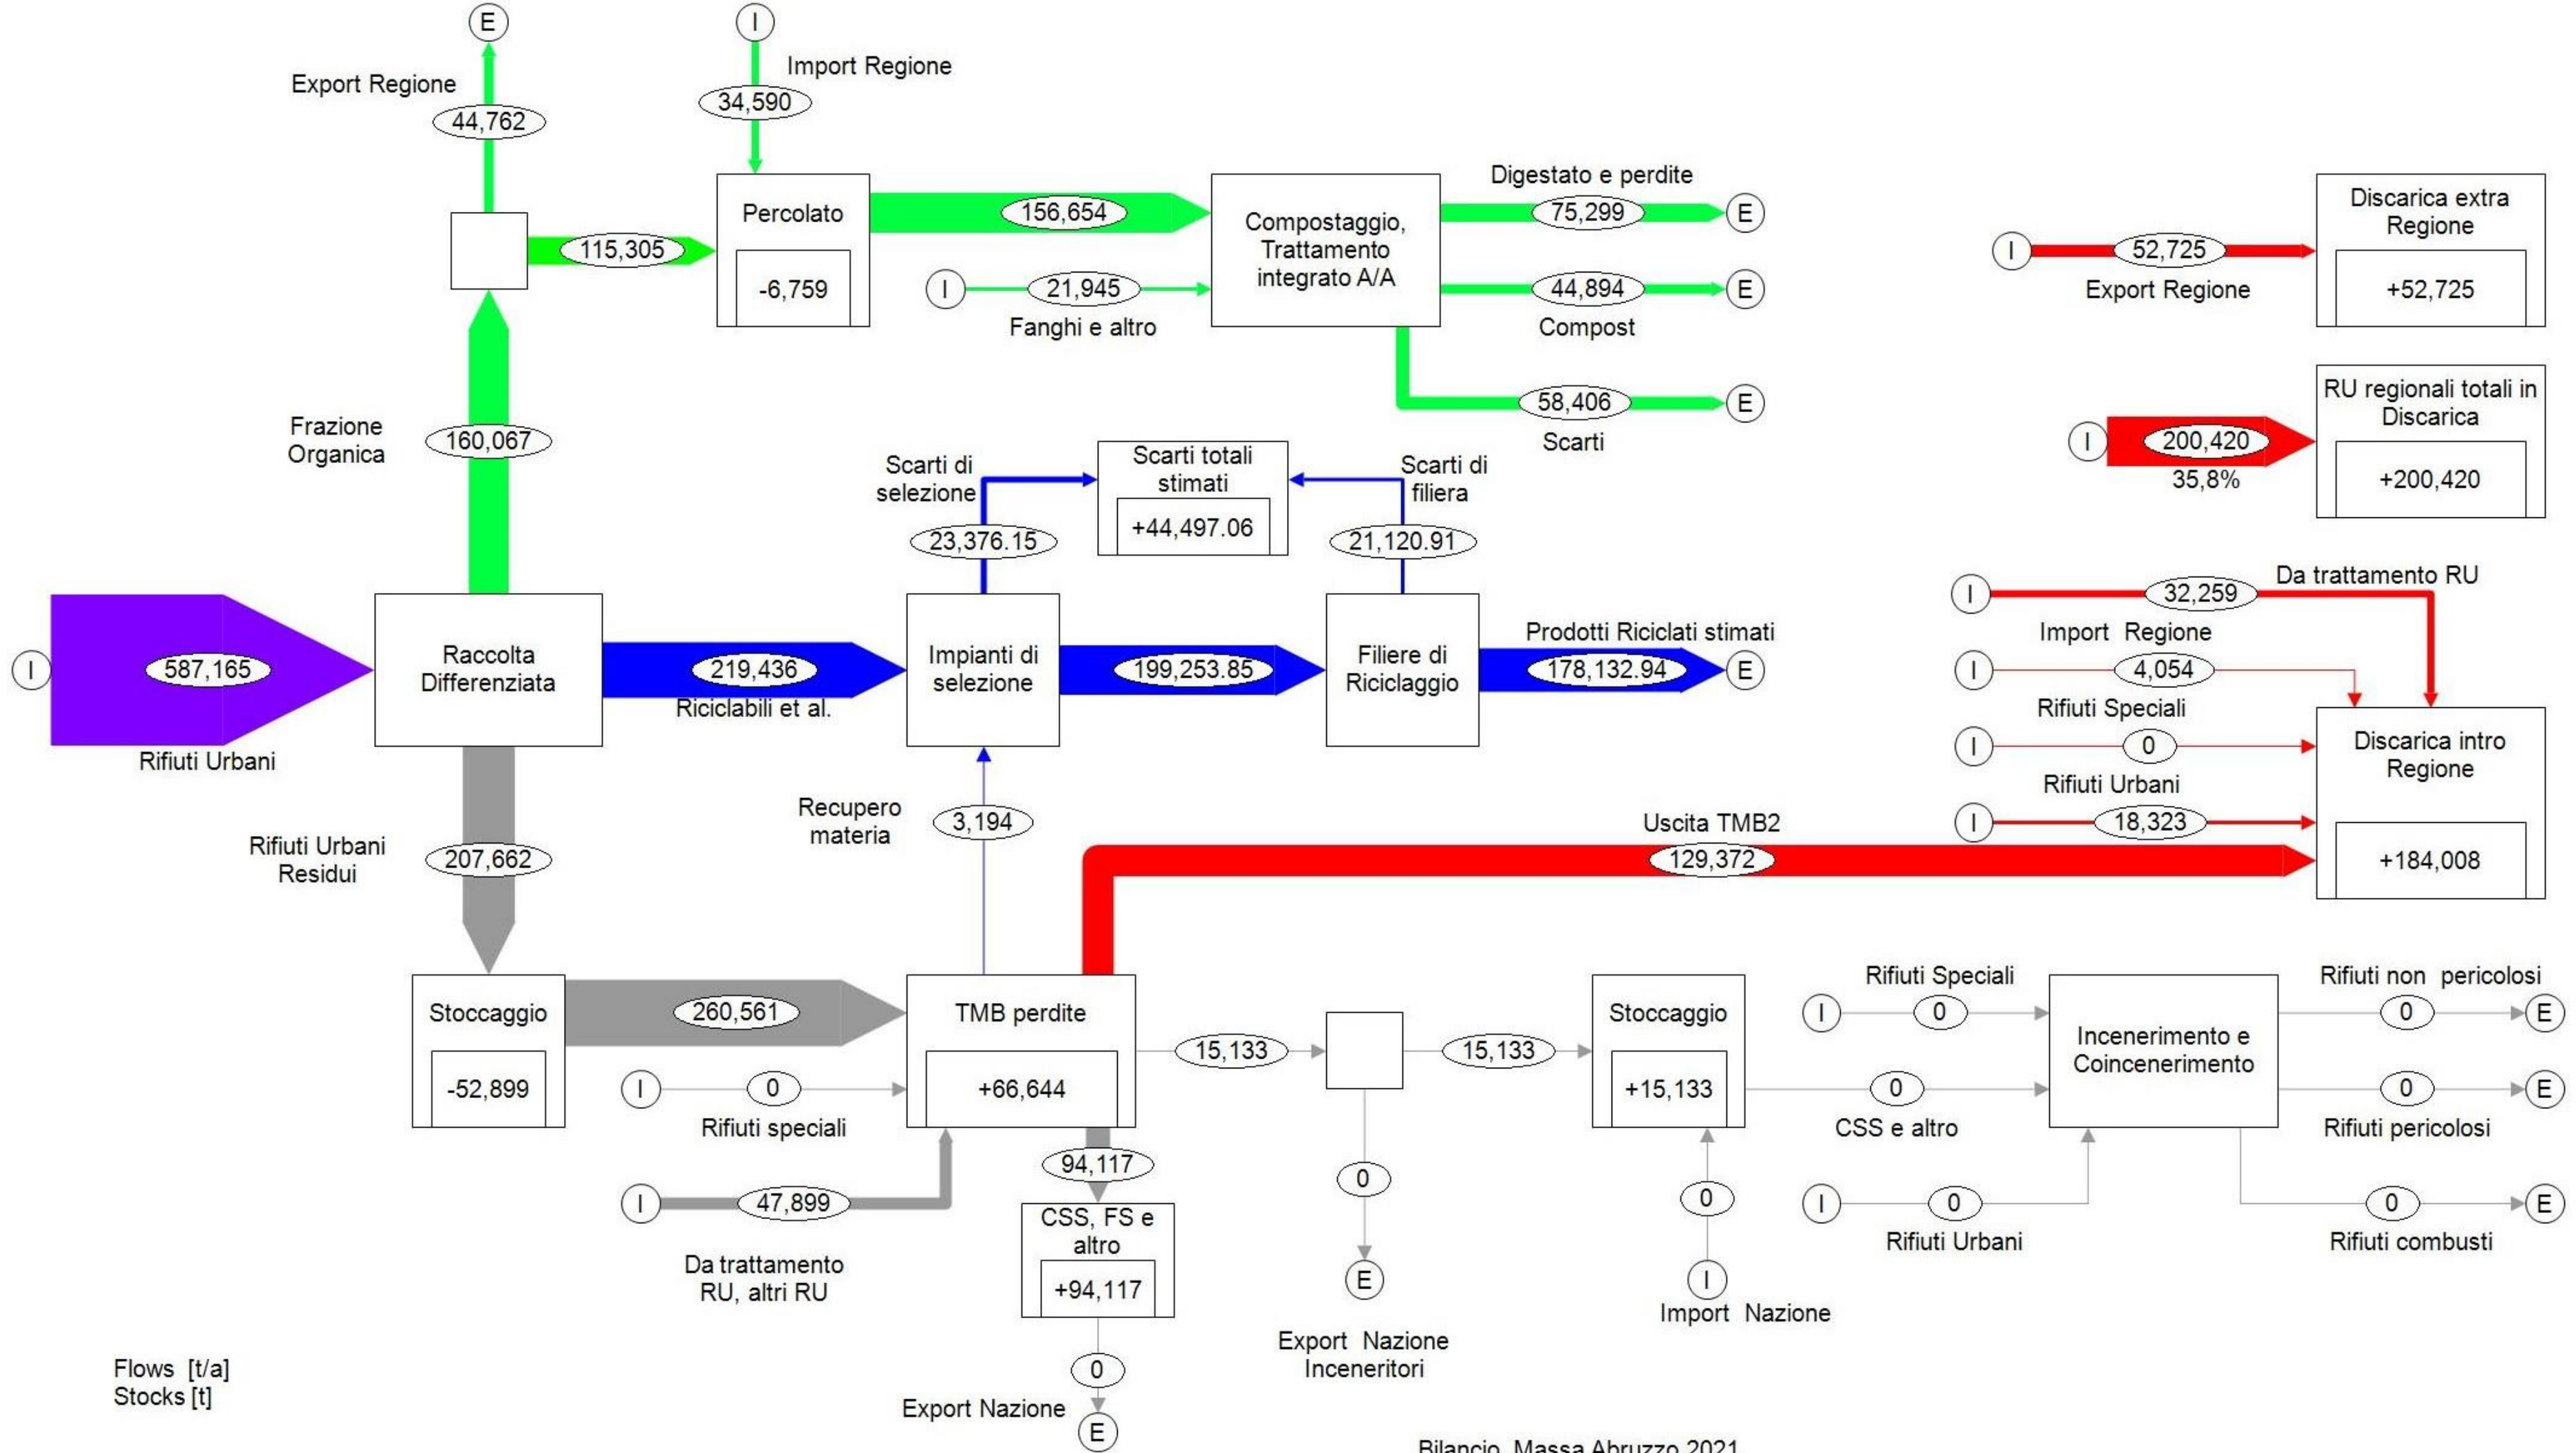 E
I
Export Regione
Import Regione
44,762
34,590
Percolato
-6,759
115,305
156,654
Compostaggio,
Trattamento
integrato A/A
I
21,945
Fanghi e altro
Digestato e perdite
75,299
E
44,894
E
Compost
58,406
E
Scarti
I
52,725
Export Regione
Discarica extra
Regione
+52,725
I
200,420
35,8%
RU regionali totali in
Discarica
+200,420
Frazione
Organica
160,067
Scarti di
selezione
23,376.15
Scarti totali
stimati
+44,497.06
Scarti di
filiera
21,120.91
I
587,165
Rifiuti Urbani
Raccolta
Differenziata
219,436
Riciclabili et al.
Impianti di
selezione
199,253.85
Filiere di
Riciclaggio
Prodotti Riciclati stimati
178,132.94
E
I
32,259
Da trattamento RU
Import  Regione
I
4,054
Rifiuti Speciali
I
0
Rifiuti Urbani
I
18,323
Discarica intro
Regione
+184,008
Rifiuti Urbani
Residui
207,662
Recupero
materia
3,194
Uscita TMB2
129,372
Stoccaggio
-52,899
260,561
I
0
Rifiuti speciali
I
47,899
Da trattamento
RU, altri RU
TMB perdite
+66,644
94,117
CSS, FS e
altro
+94,117
0
Export Nazione
E
15,133
0
E
Export  Nazione
Inceneritori
15,133
Stoccaggio
+15,133
0
I
Import  Nazione
Rifiuti Speciali
I
0
0
CSS e altro
I
0
Rifiuti Urbani
Incenerimento e
Coincenerimento
Rifiuti non  pericolosi
0
E
0
E
Rifiuti pericolosi
0
E
Rifiuti combusti
Flows  [t/a]
Stocks [t]
Bilancio  Massa Abruzzo 2021